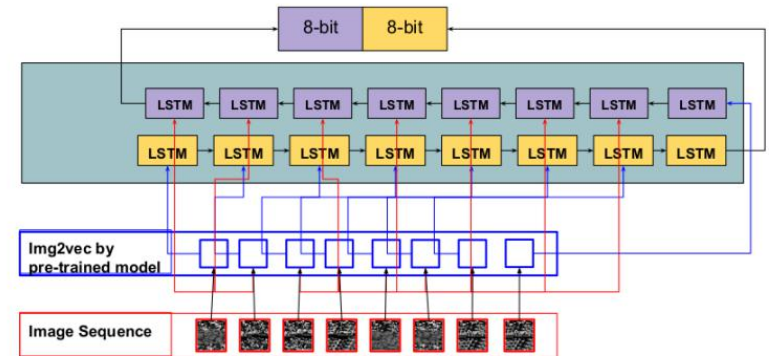 8-bit 8-bit
LSTM LSTM LSTM LSTM LSTM LSTM LSTM LSTM
LSTM LSTM LSTM LSTM LSTM LSTM LSTM LSTM
Img2vec by
pre-trained model
Image Sequence